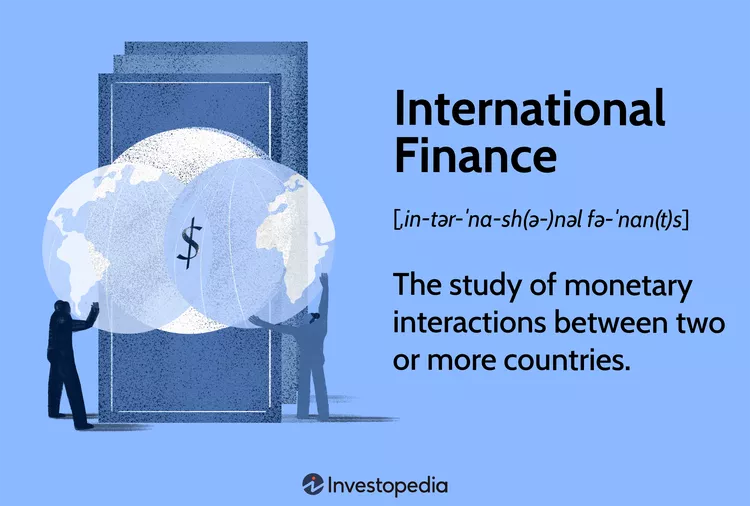 $
International
Finance
[ˌin-tər-ˈna-sh(ə-)nəl fə-ˈnan(t)s]
The study of monetary
interactions between two
or more countries.
Investopedia